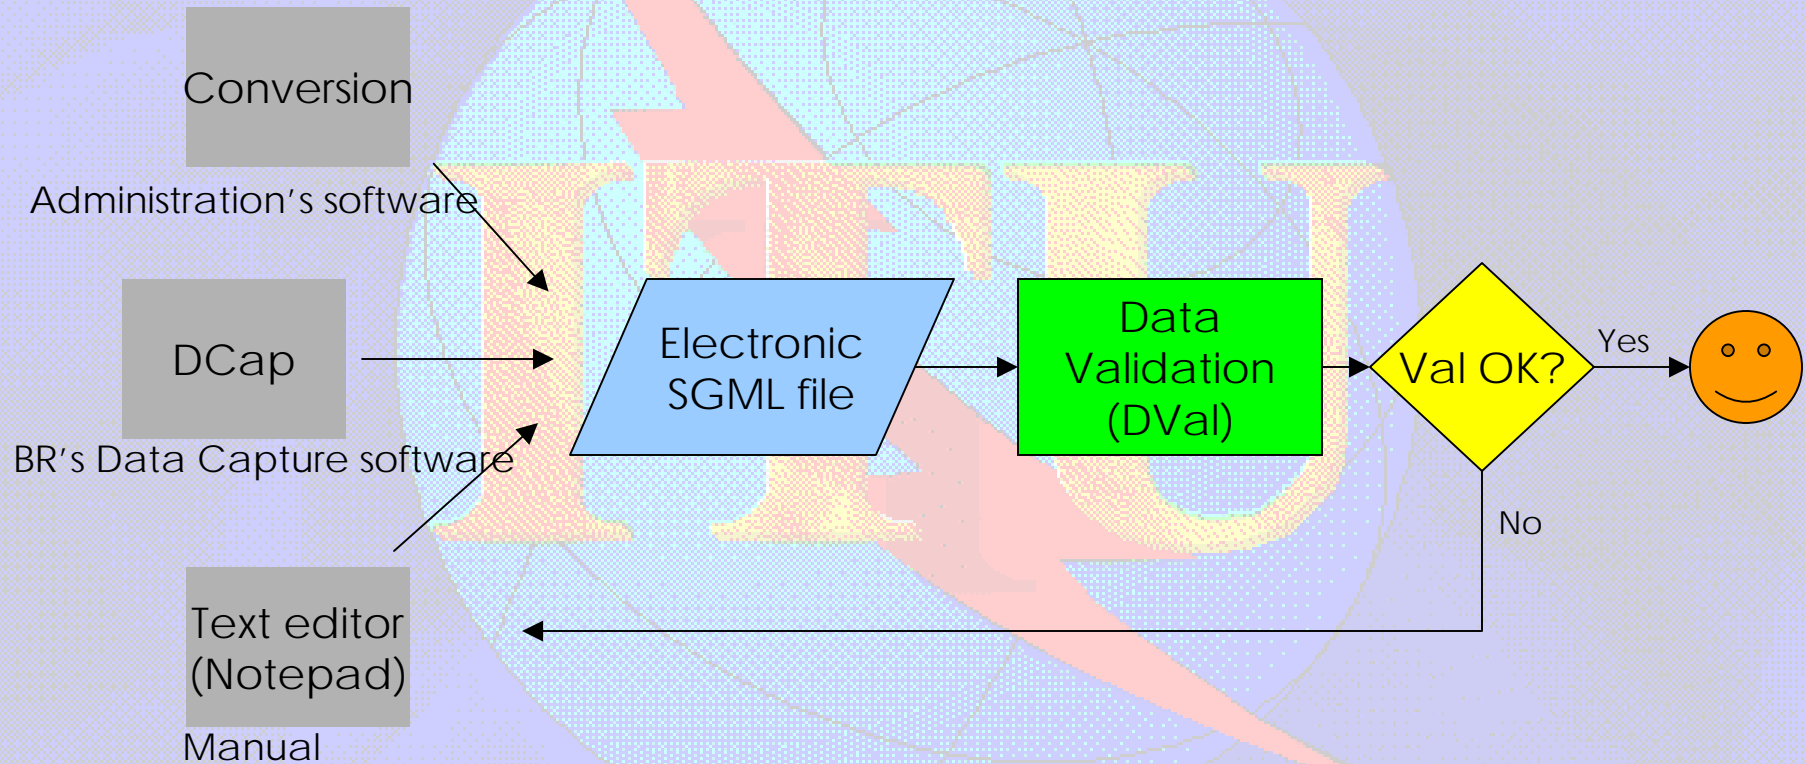 Conversion
Administration's software
DCap
BR's Data Capture software
Text editor
(Notepad)
Manual
Electronic
SGML file
Data
Validation
(DVal)
Val OK?
Yes
No
ITU